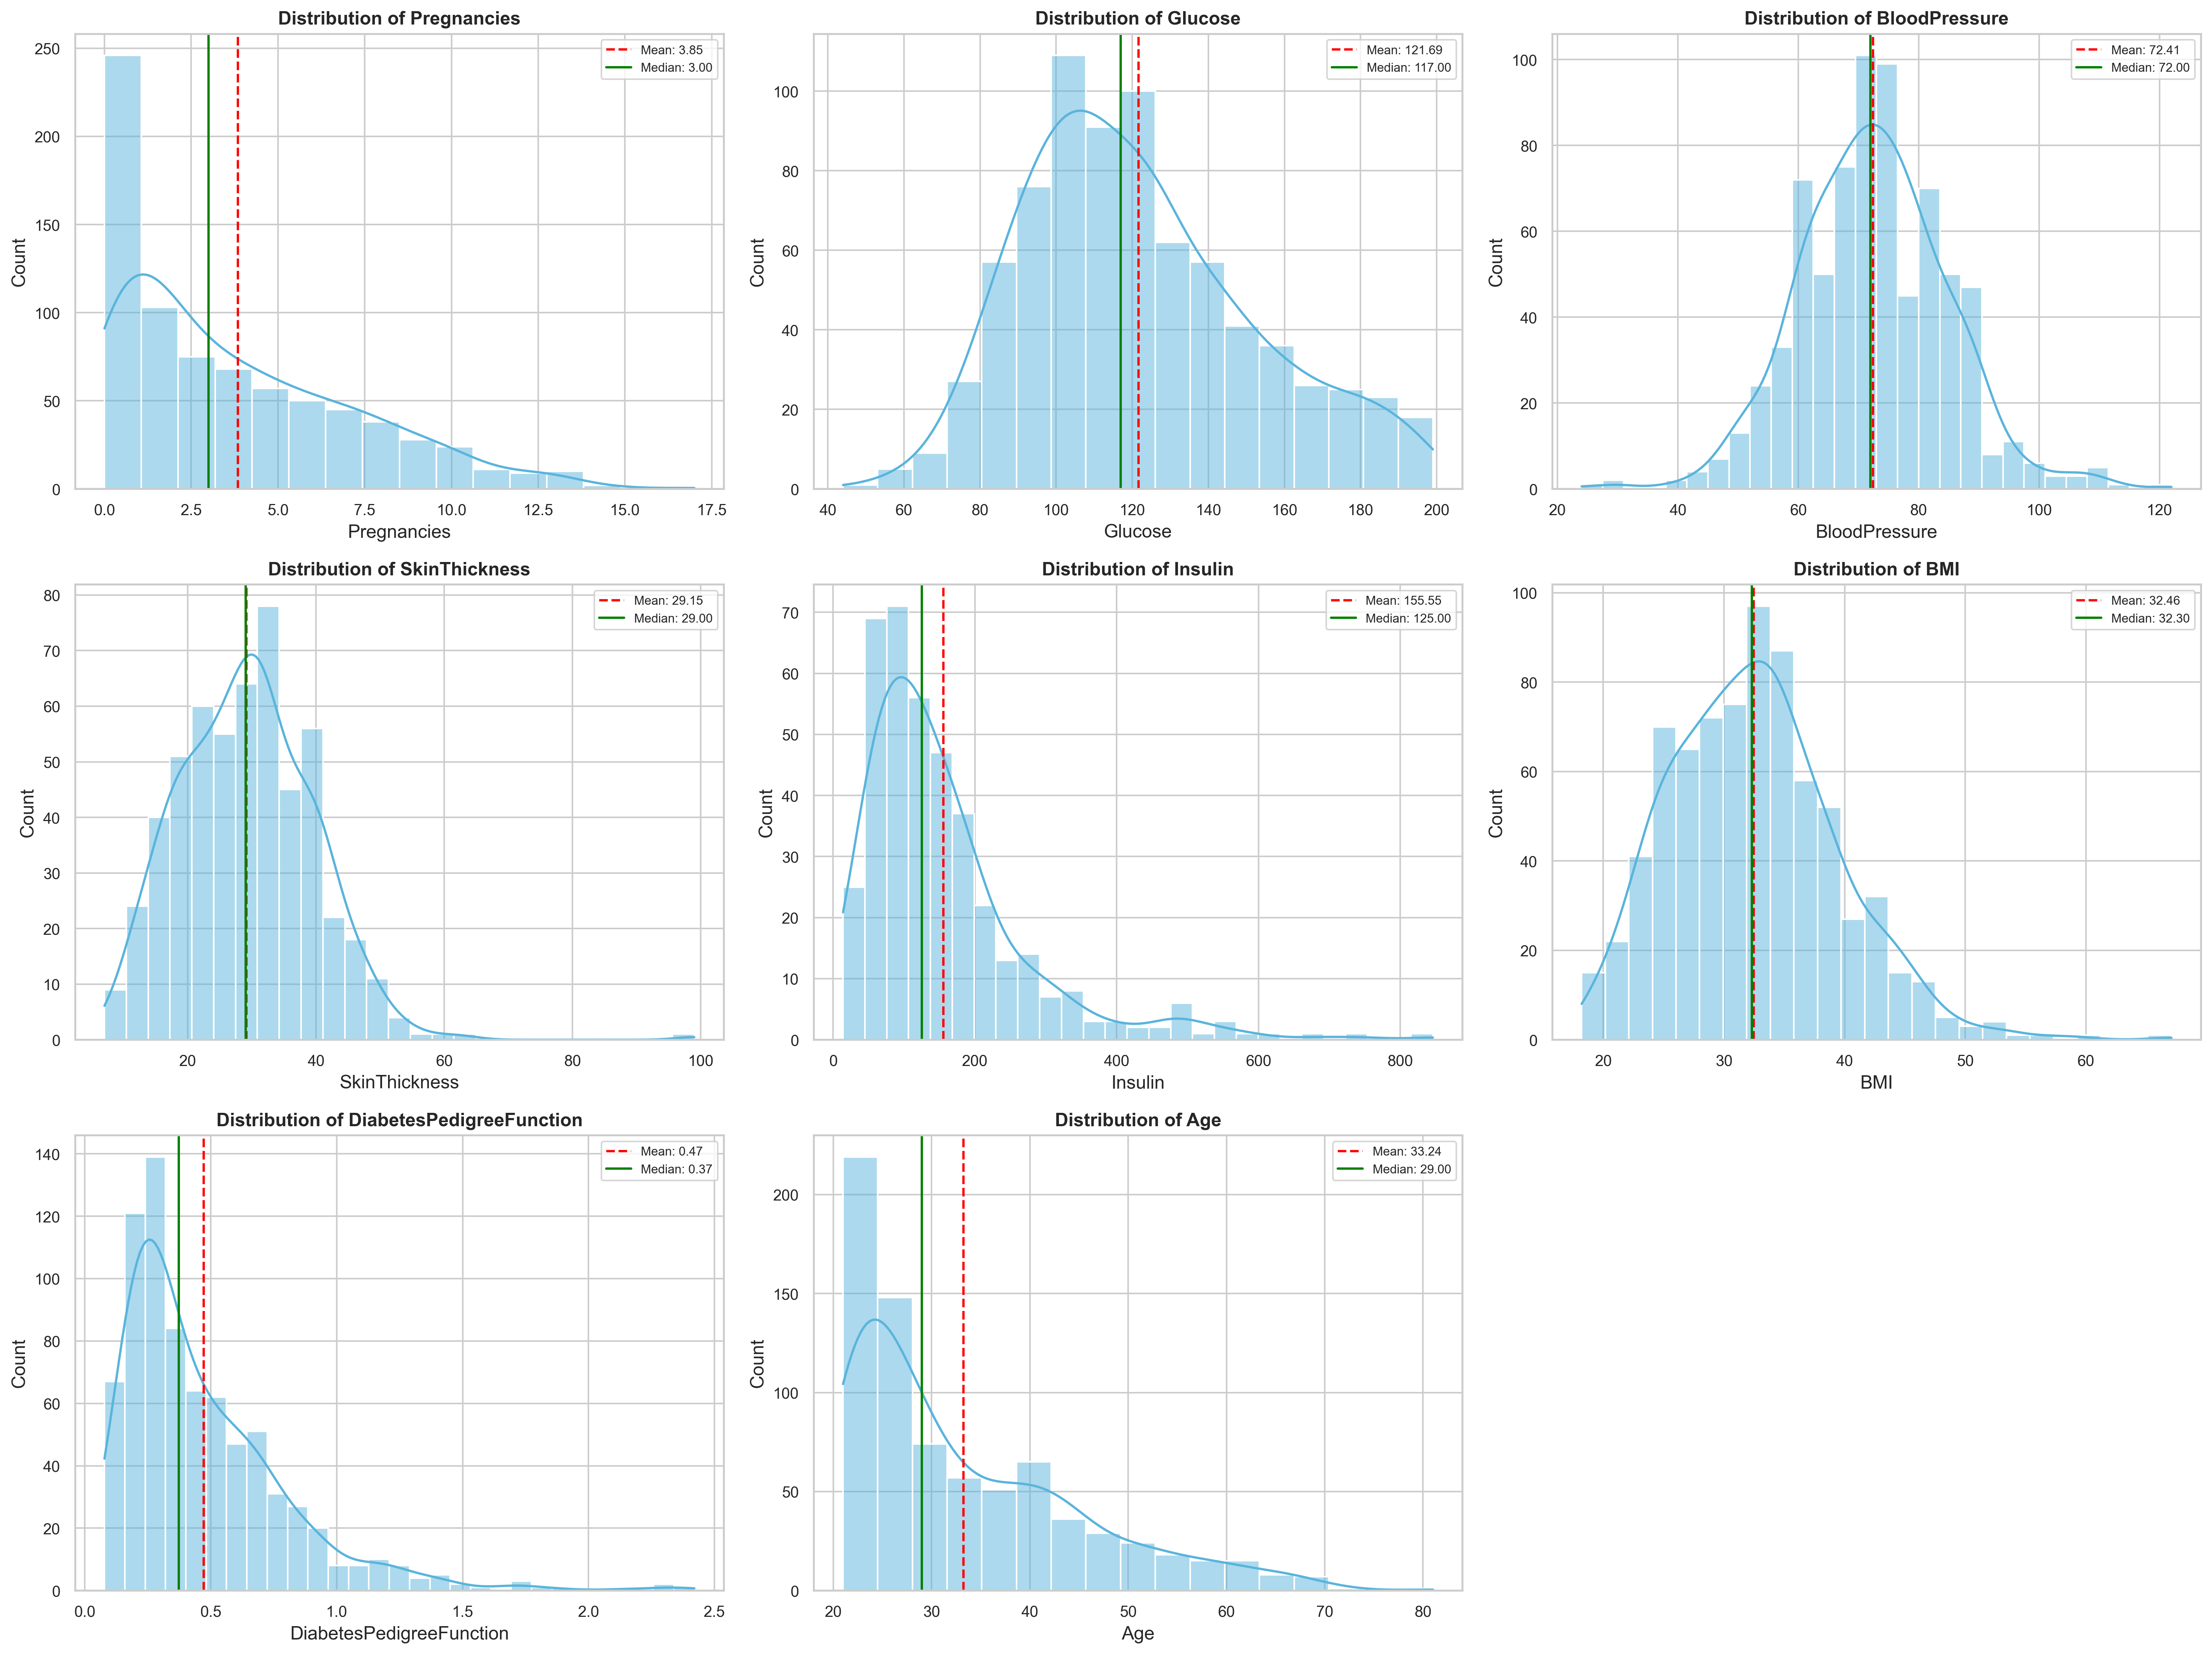 Distribution of Pregnancies
Mean: 3.85
Median: 3.00
250
200
150
100
50
0
Count
0.0 2.5 5.0 7.5 10.0 12.5 15.0 17.5
Pregnancies
Distribution of Glucose
Mean: 121.69
Median: 117.00
100
80
60
40
20
0
Count
40 60 80 100 120 140 160 180 200
Glucose
Distribution of BloodPressure
Mean: 72.41
Median: 72.00
100
80
60
40
20
0
Count
20 40 60 80 100 120
BloodPressure
Distribution of SkinThickness
Mean: 29.15
Median: 29.00
80
70
60
50
40
30
20
10
0
Count
20 40 60 80 100
SkinThickness
Distribution of Insulin
Mean: 155.55
Median: 125.00
70
60
50
40
30
20
10
0
Count
0 200 400 600 800
Insulin
Distribution of BMI
Mean: 32.46
Median: 32.30
100
80
60
40
20
0
Count
20 30 40 50 60
BMI
Distribution of DiabetesPedigreeFunction
Mean: 0.47
Median: 0.37
140
120
100
80
60
40
20
0
Count
0.0 0.5 1.0 1.5 2.0 2.5
DiabetesPedigreeFunction
Distribution of Age
Mean: 33.24
Median: 29.00
200
150
100
50
0
Count
20 30 40 50 60 70 80
Age